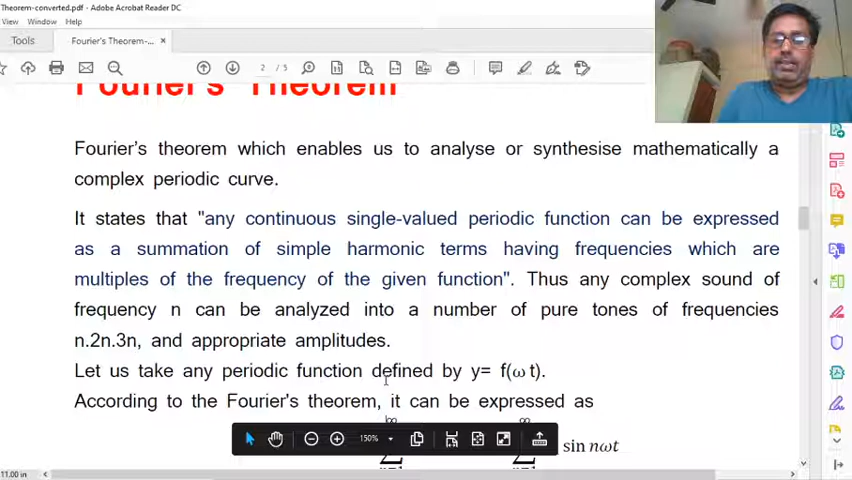 Theorem-converted.pdf - Adobe Acrobat Reader DC
View Window Help
Tools Fourier's Theorem-... ×
2 / 5
Fourier's Theorem
Fourier's theorem which enables us to analyse or synthesise mathematically a
complex periodic curve.
It states that "any continuous single-valued periodic function can be expressed
as a summation of simple harmonic terms having frequencies which are
multiples of the frequency of the given function". Thus any complex sound of
frequency n can be analyzed into a number of pure tones of frequencies
n.2n.3n, and appropriate amplitudes.
Let us take any periodic function defined by y= f(ω t).
According to the Fourier's theorem, it can be expressed as
∞ ∞
150%
∑ ∑ sin nωt
11.00 in